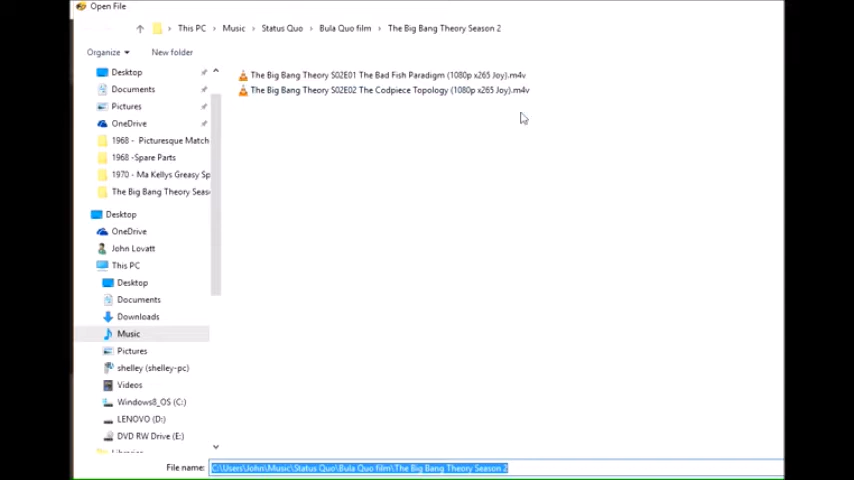 Open File
This PC Music Status Quo Bula Quo film The Big Bang Theory Season 2
Organize New folder
Desktop
Documents
Pictures
OneDrive
1968 - Picturesque Match
1968 -Spare Parts
1970 - Ma Kellys Greasy Sp
The Big Bang Theory Seas
Desktop
OneDrive
John Lovatt
This PC
Desktop
Documents
Downloads
Music
Pictures
shelley (shelley-pc)
Videos
Windows8_OS (C:)
LENOVO (D:)
DVD RW Drive (E:)
Libraries
The Big Bang Theory S02E01 The Bad Fish Paradigm (1080p x265 Joy).m4v
The Big Bang Theory S02E02 The Codpiece Topology (1080p x265 Joy).m4v
File name: C:\Users\John\Music\Status Quo\Bula Quo film\The Big Bang Theory Season 2